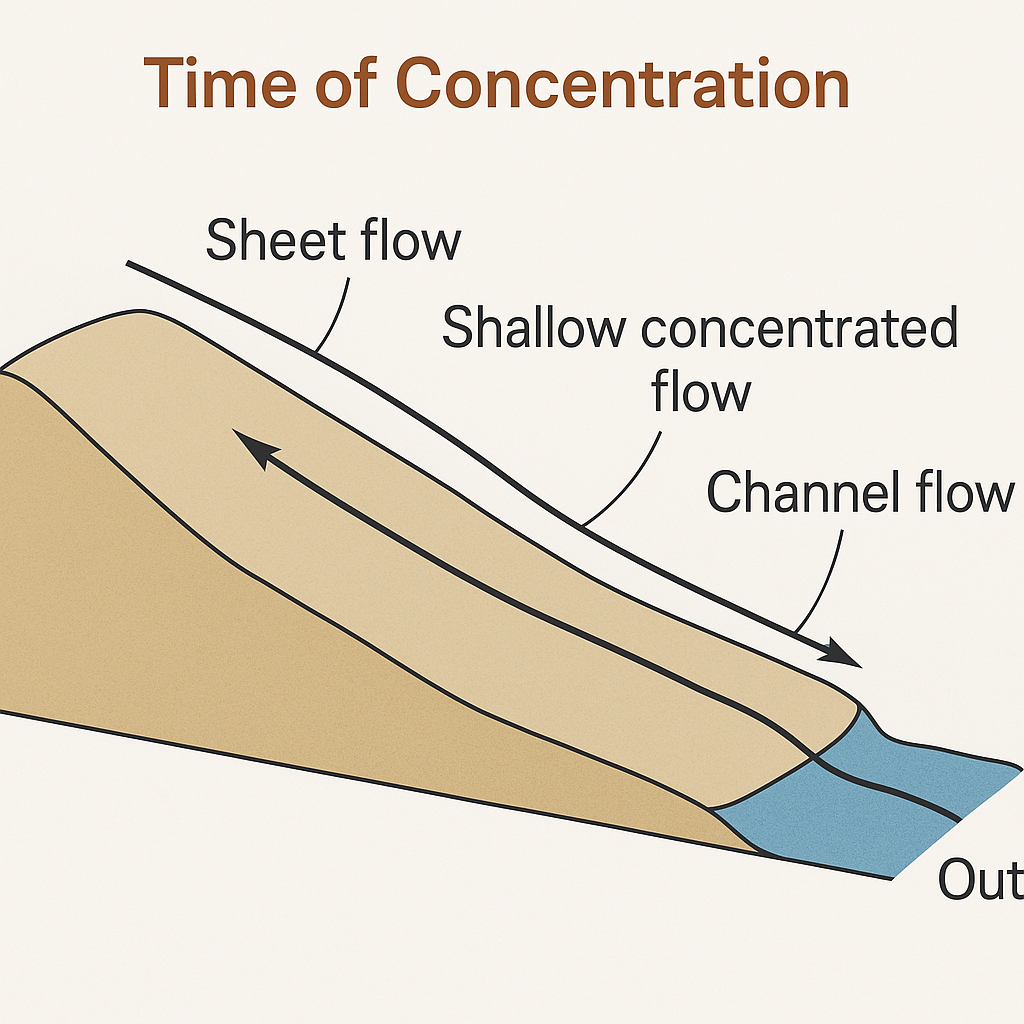 Time of Concentration
Sheet flow
Shallow concentrated
flow
Channel flow
Out